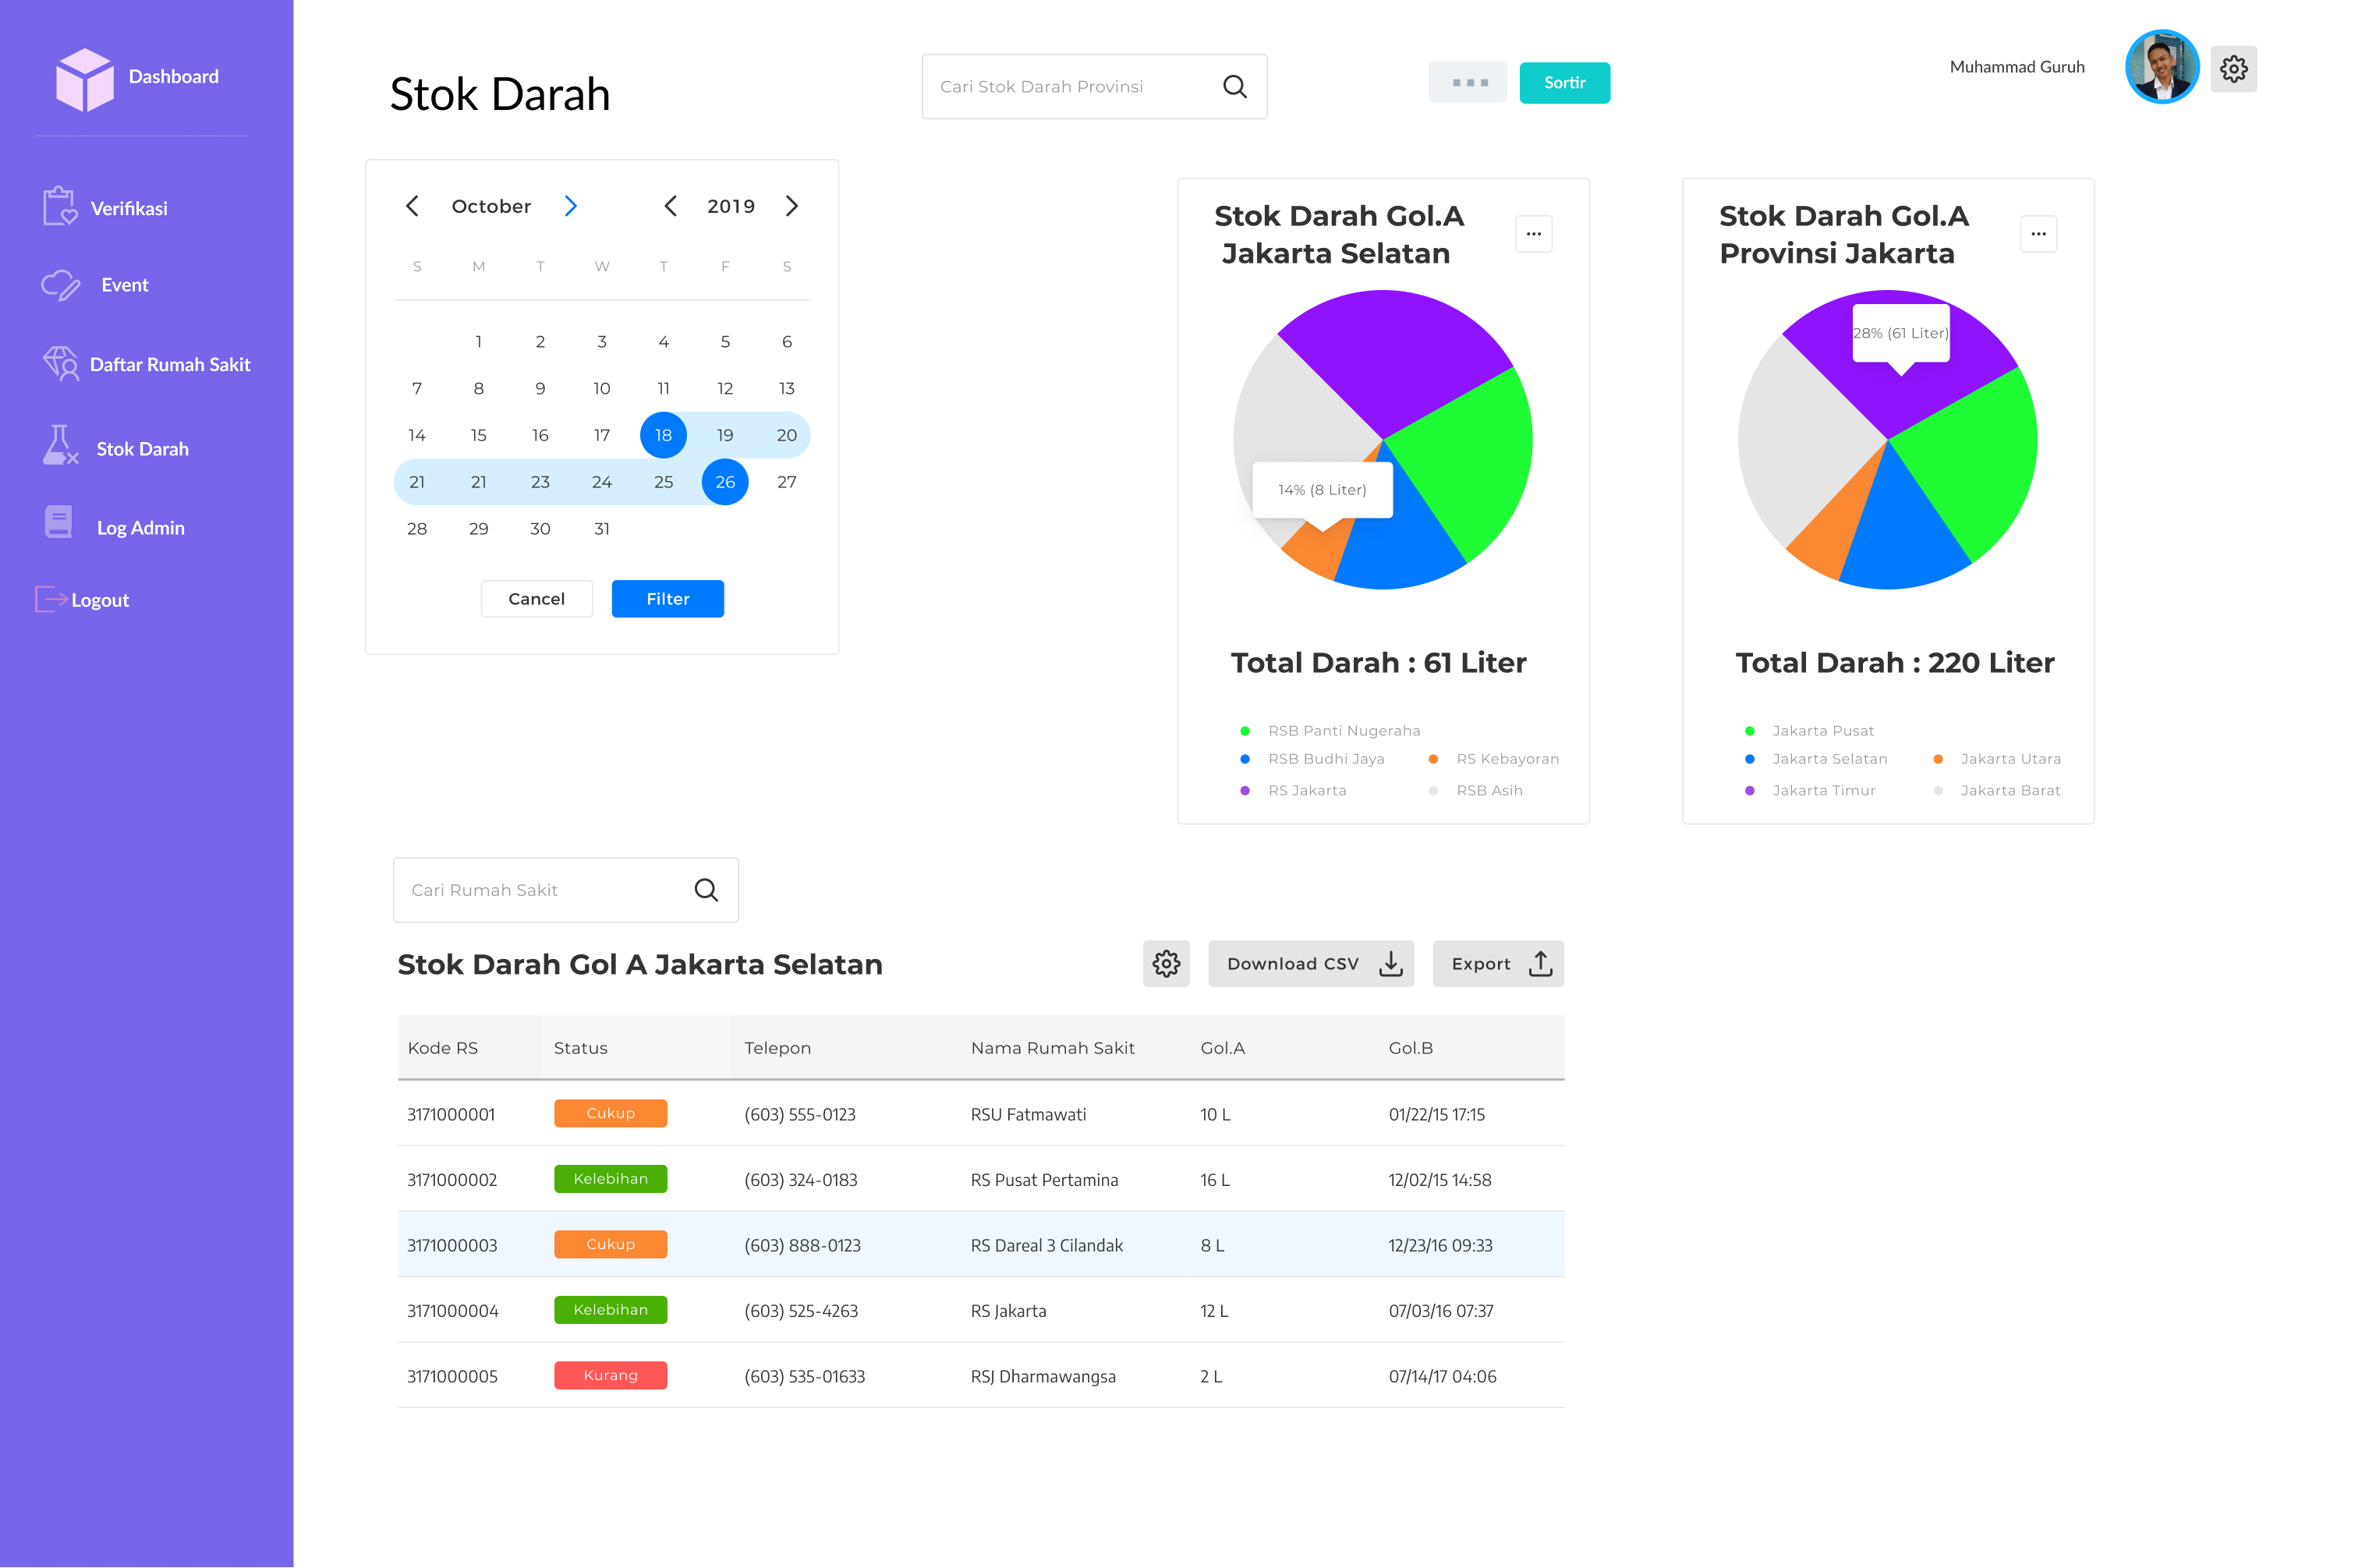 Dashboard
Verifikasi
Event
Daftar Rumah Sakit
Stok Darah
Log Admin
Logout
Stok Darah
Cari Stok Darah Provinsi
Sortir
Muhammad Guruh
October
2019
S M T W T F S
1 2 3 4 5 6
7 8 9 10 11 12 13
14 15 16 17 18 19 20
21 21 23 24 25 26 27
28 29 30 31
Cancel
Filter
Stok Darah Gol.A
Jakarta Selatan
14% (8 Liter)
Total Darah : 61 Liter
RSB Panti Nugeraha
RSB Budhi Jaya
RS Kebayoran
RS Jakarta
RSB Asih
Stok Darah Gol.A
Provinsi Jakarta
28% (61 Liter)
Total Darah : 220 Liter
Jakarta Pusat
Jakarta Selatan
Jakarta Utara
Jakarta Timur
Jakarta Barat
Cari Rumah Sakit
Stok Darah Gol A Jakarta Selatan
Download CSV
Export
Kode RS Status Telepon Nama Rumah Sakit Gol.A Gol.B
3171000001 Cukup (603) 555-0123 RSU Fatmawati 10 L 01/22/15 17:15
3171000002 Kelebihan (603) 324-0183 RS Pusat Pertamina 16 L 12/02/15 14:58
3171000003 Cukup (603) 888-0123 RS Dareal 3 Cilandak 8 L 12/23/16 09:33
3171000004 Kelebihan (603) 525-4263 RS Jakarta 12 L 07/03/16 07:37
3171000005 Kurang (603) 535-01633 RSJ Dharmawangsa 2 L 07/14/17 04:06